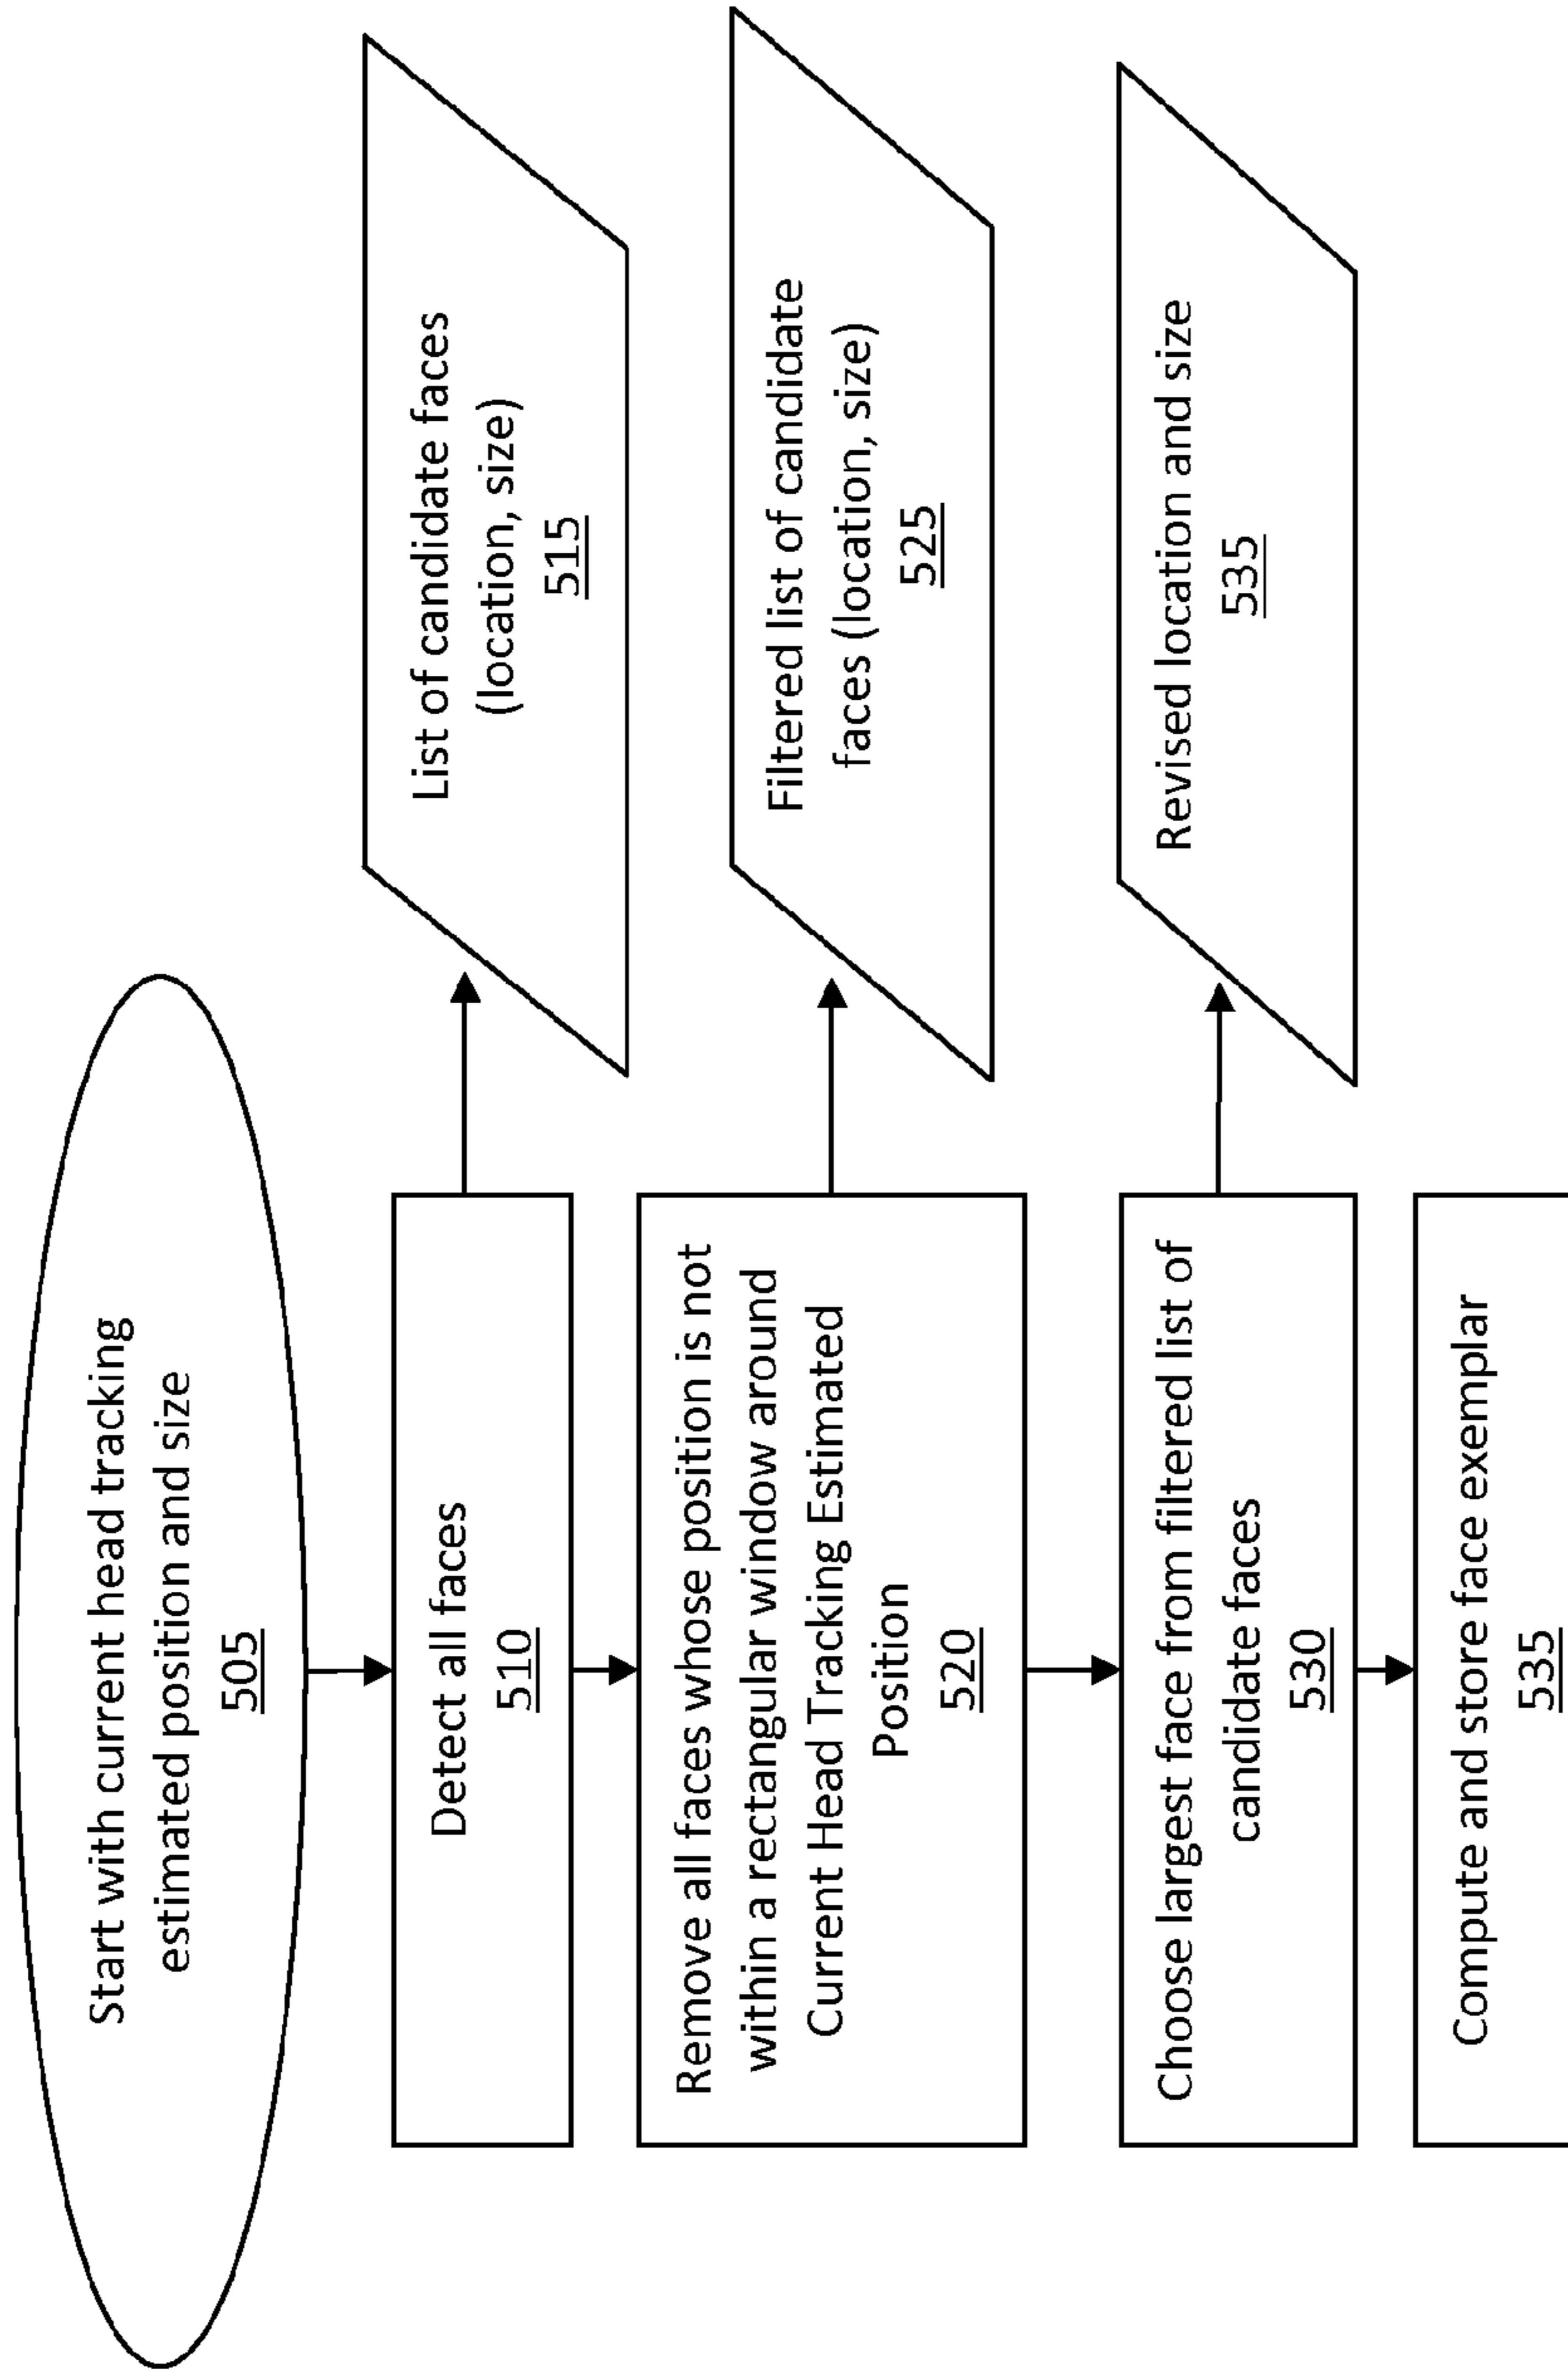 Start with current head tracking
estimated position and size
505
Detect all faces
510
List of candidate faces
(location, size)
515
Remove all faces whose position is not
within a rectangular window around
Current Head Tracking Estimated
Position
520
Filtered list of candidate
faces (location, size)
525
Choose largest face from filtered list of
candidate faces
530
Revised location and size
535
Compute and store face exemplar
535